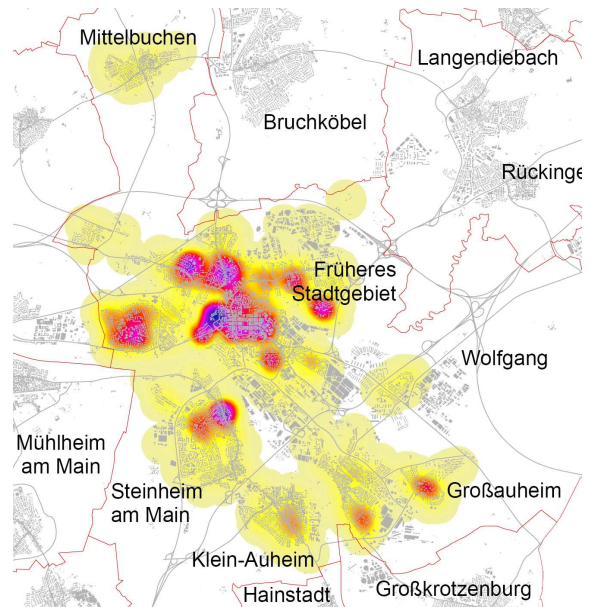 Mittelbuchen
Langendiebach
Bruchköbel
Rückinge
Früheres
Stadtgebiet
Wolfgang
Mühlheim
am Main
Steinheim
am Main
Großauheim
Klein-Auheim
Hainstadt
Großkrotzenburg